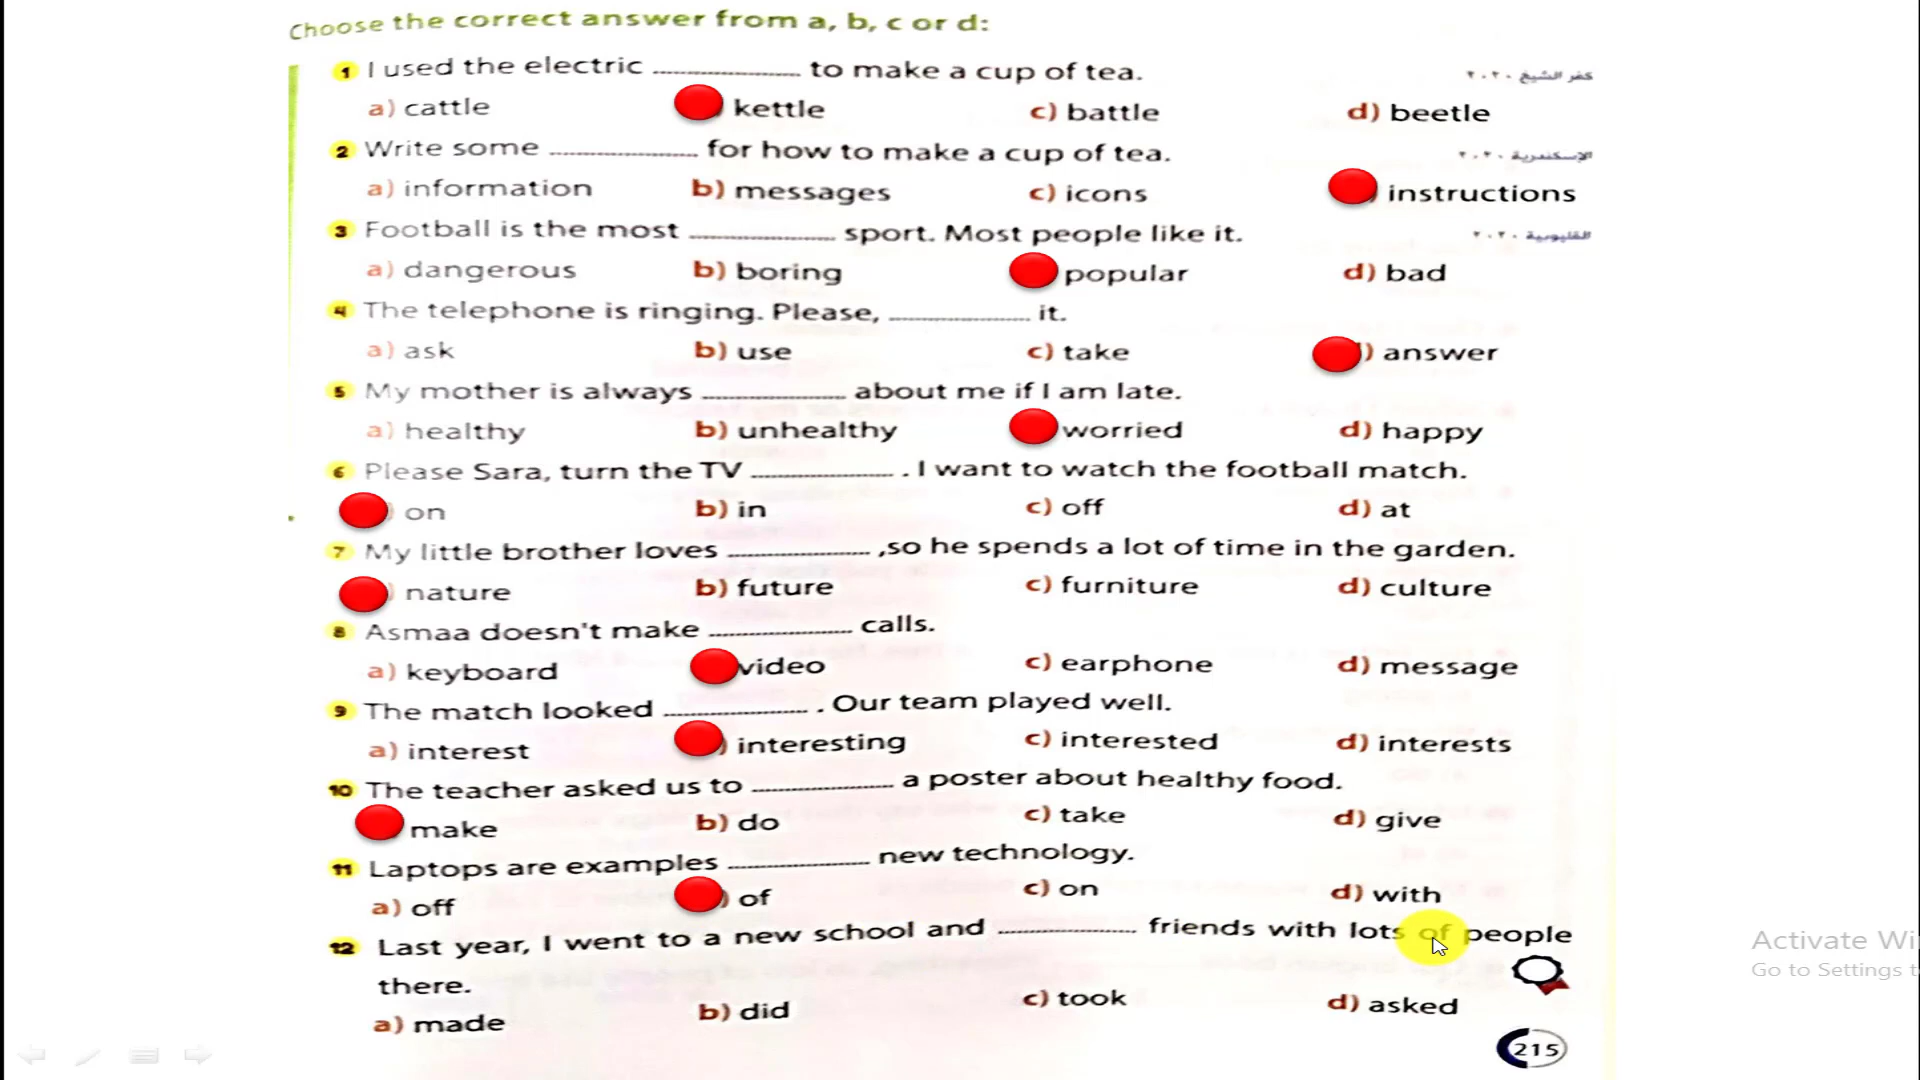 Choose the correct answer from a, b, c or d:
1 I used the electric ........................ to make a cup of tea. كفر الشيخ ٢٠٢٠
a) cattle kettle c) battle d) beetle
2 Write some ........................ for how to make a cup of tea. الإسكندرية ٢٠٢٠
a) information b) messages c) icons ) instructions
3 Football is the most ........................ sport. Most people like it. القليوبية ٢٠٢٠
a) dangerous b) boring popular d) bad
4 The telephone is ringing. Please, ........................ it.
a) ask b) use c) take ) answer
5 My mother is always ........................ about me if I am late.
a) healthy b) unhealthy worried d) happy
6 Please Sara, turn the TV ........................ . I want to watch the football match.
) on b) in c) off d) at
7 My little brother loves ........................ ,so he spends a lot of time in the garden.
) nature b) future c) furniture d) culture
8 Asmaa doesn't make ........................ calls.
a) keyboard video c) earphone d) message
9 The match looked ........................ . Our team played well.
a) interest ) interesting c) interested d) interests
10 The teacher asked us to ........................ a poster about healthy food.
make b) do c) take d) give
11 Laptops are examples ........................ new technology.
a) off ) of c) on d) with
12 Last year, I went to a new school and ........................ friends with lots of people
there.
a) made b) did c) took d) asked
215
Activate Wi
Go to Settings t